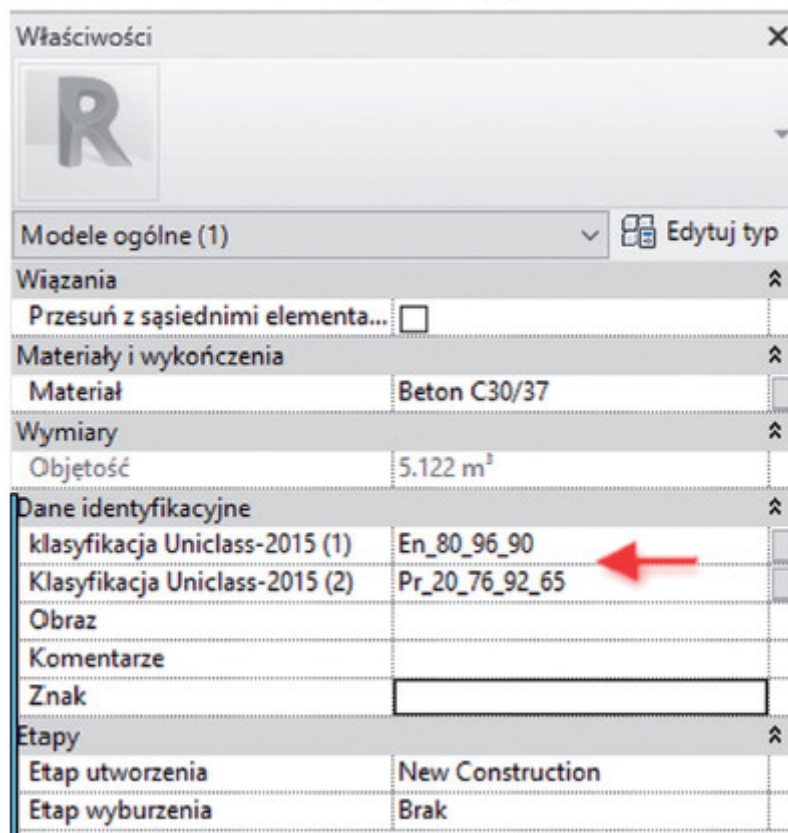 Właściwości
R
Modele ogólne (1) Edytuj typ
Wiązania
Przesuń z sąsiednimi elementa...
Materiały i wykończenia
Materiał Beton C30/37
Wymiary
Objętość 5.122 m³
Dane identyfikacyjne
klasyfikacja Uniclass-2015 (1) En_80_96_90
Klasyfikacja Uniclass-2015 (2) Pr_20_76_92_65
Obraz
Komentarze
Znak
Etapy
Etap utworzenia New Construction
Etap wyburzenia Brak